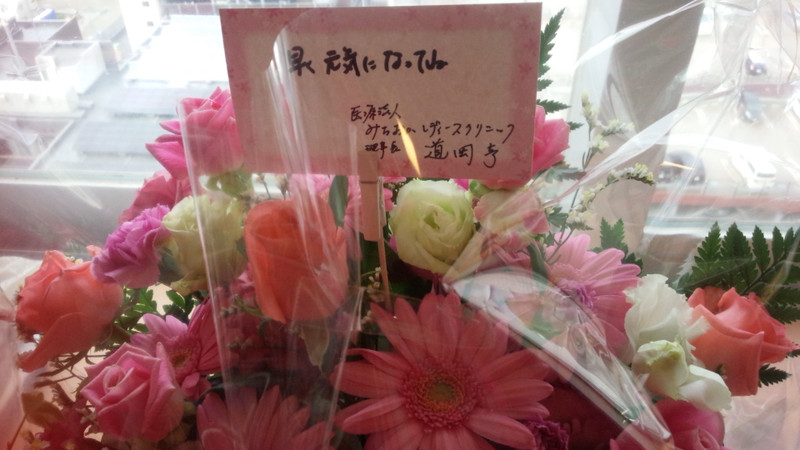 早く元気になってね。
医療法人
みちおか レディースクリニック
理事長 道岡亨